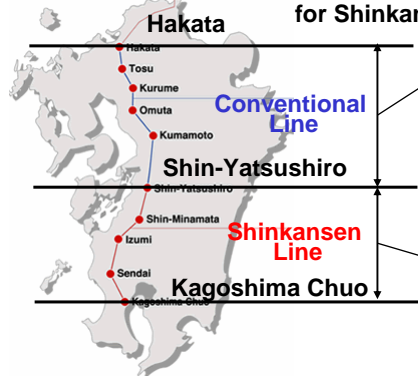 for Shinkan
Hakata
Hakata
Tosu
Kurume
Omuta
Conventional
Line
Kumamoto
Shin-Yatsushiro
Shin-Yatsushiro
Shin-Minamata
Izumi
Shinkansen
Line
Sendai
Kagoshima Chuo
Kagoshima Chuo